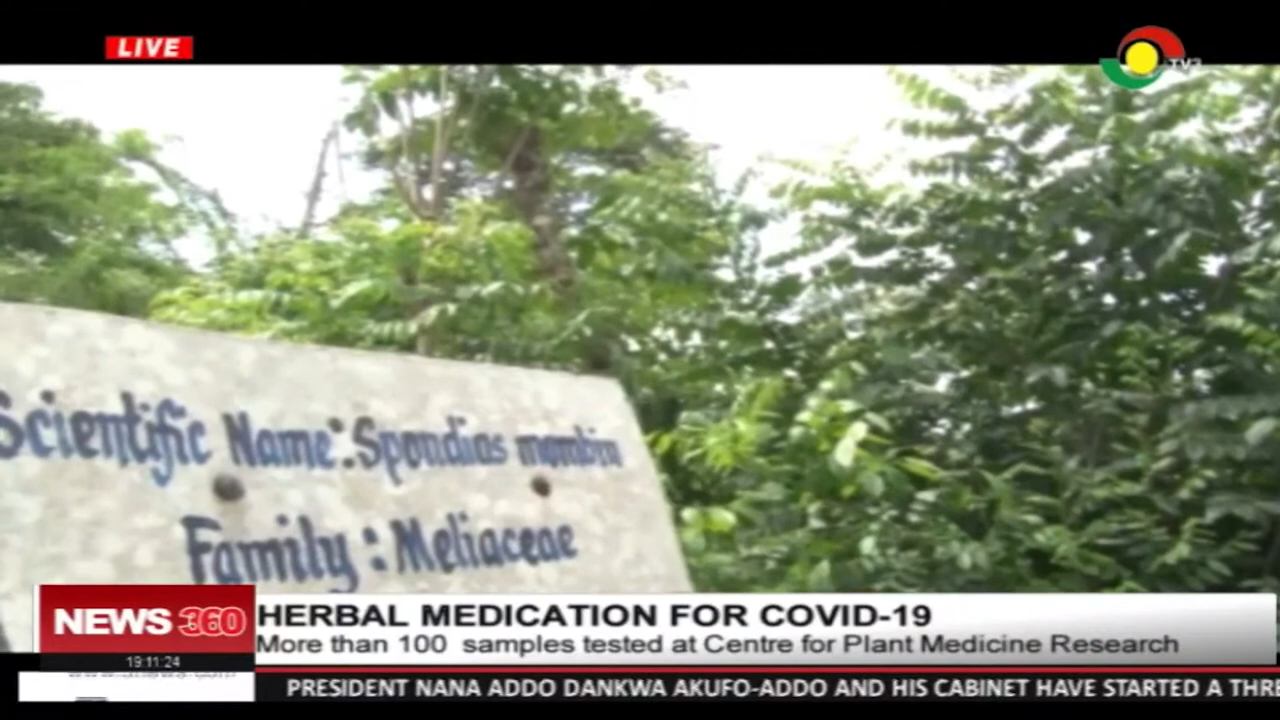 LIVE
TV3
Scientific Name: Spondias mombin
Family: Meliaceae
NEWS 360
HERBAL MEDICATION FOR COVID-19
More than 100 samples tested at Centre for Plant Medicine Research
19:11:24
PRESIDENT NANA ADDO DANKWA AKUFO-ADDO AND HIS CABINET HAVE STARTED A THRE